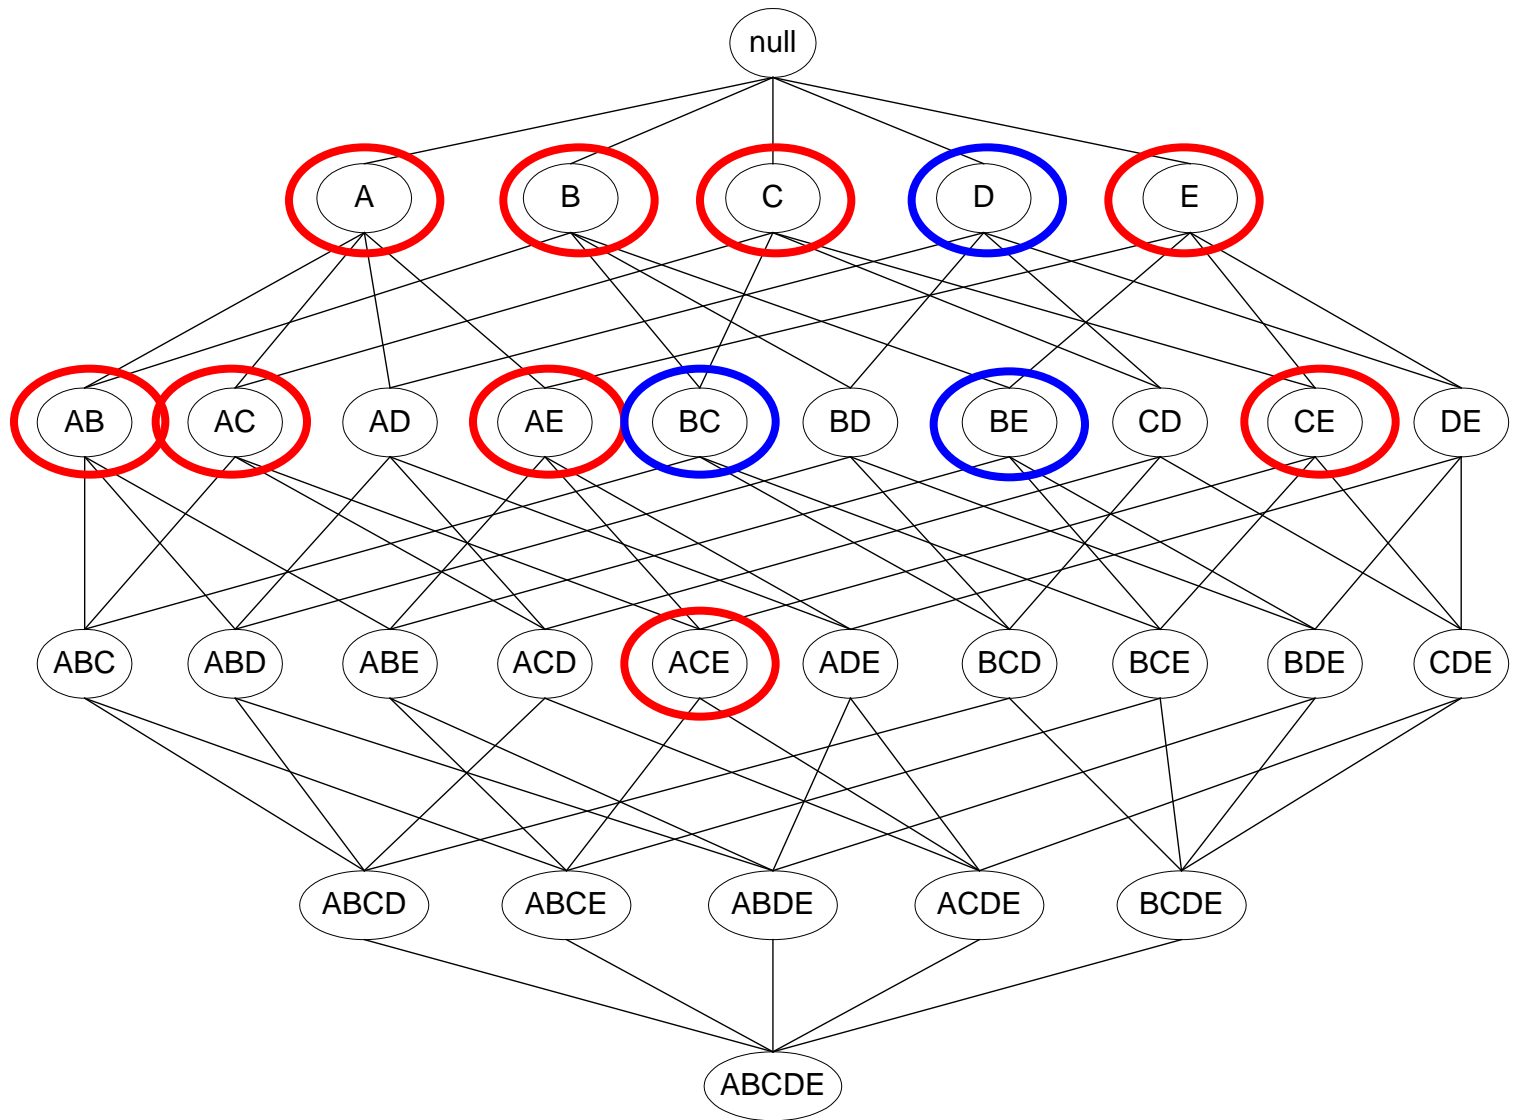 null
A B C D E
AB AC AD AE BC BD BE CD CE DE
ABC ABD ABE ACD ACE ADE BCD BCE BDE CDE
ABCD ABCE ABDE ACDE BCDE
ABCDE